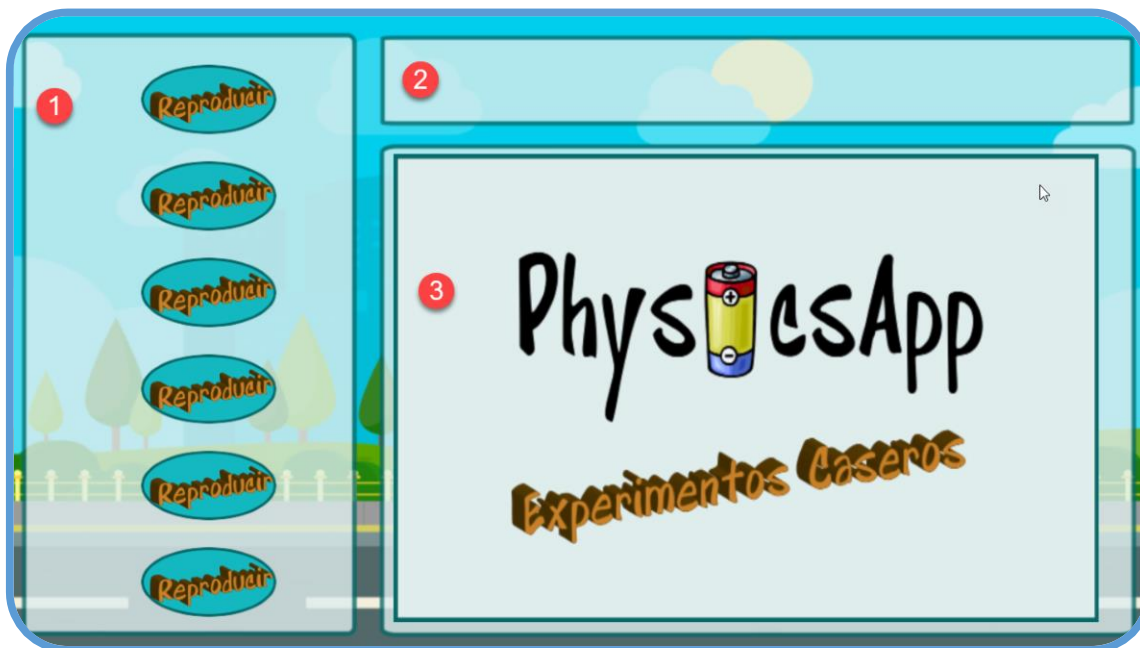 1
Reproducir
Reproducir
Reproducir
Reproducir
Reproducir
Reproducir
2
3
PhysicsApp
+
-
Experimentos Caseros